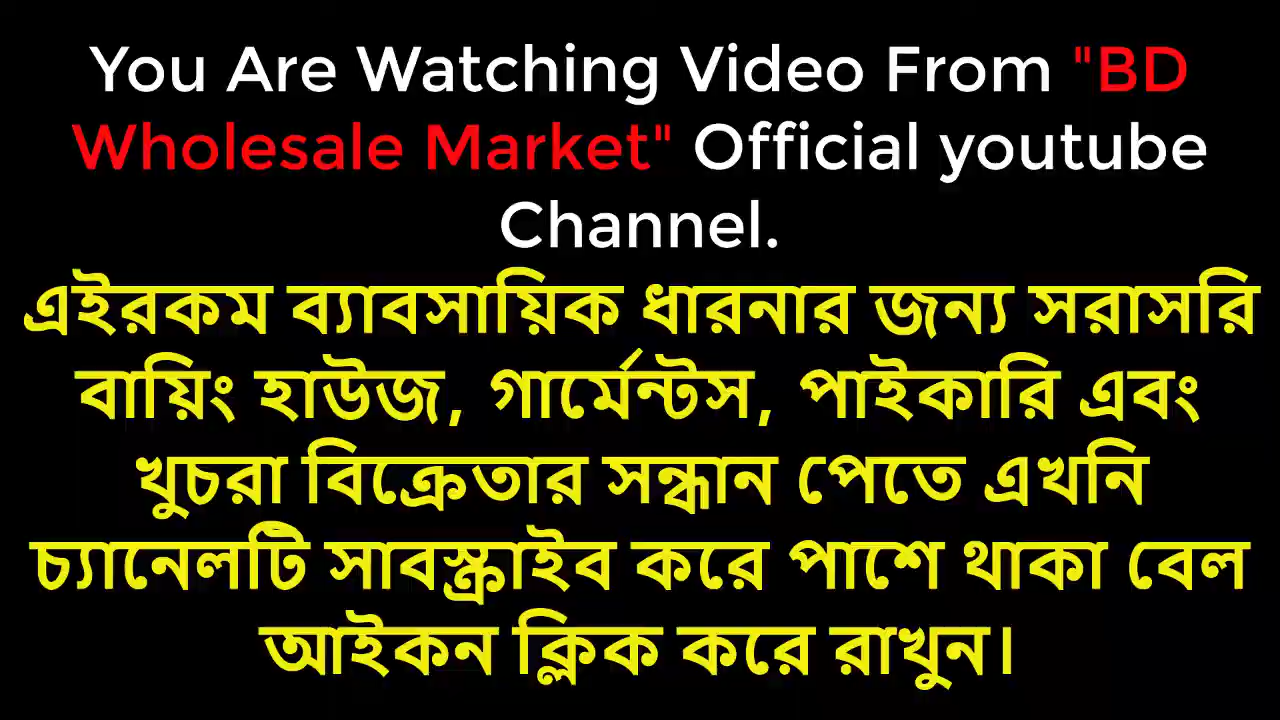 You Are Watching Video From "BD
Wholesale Market" Official youtube
Channel.
এইরকম ব্যাবসায়িক ধারনার জন্য সরাসরি
বায়িং হাউজ, গার্মেন্টস, পাইকারি এবং
খুচরা বিক্রেতার সন্ধান পেতে এখনি
চ্যানেলটি সাবস্ক্রাইব করে পাশে থাকা বেল
আইকন ক্লিক করে রাখুন।